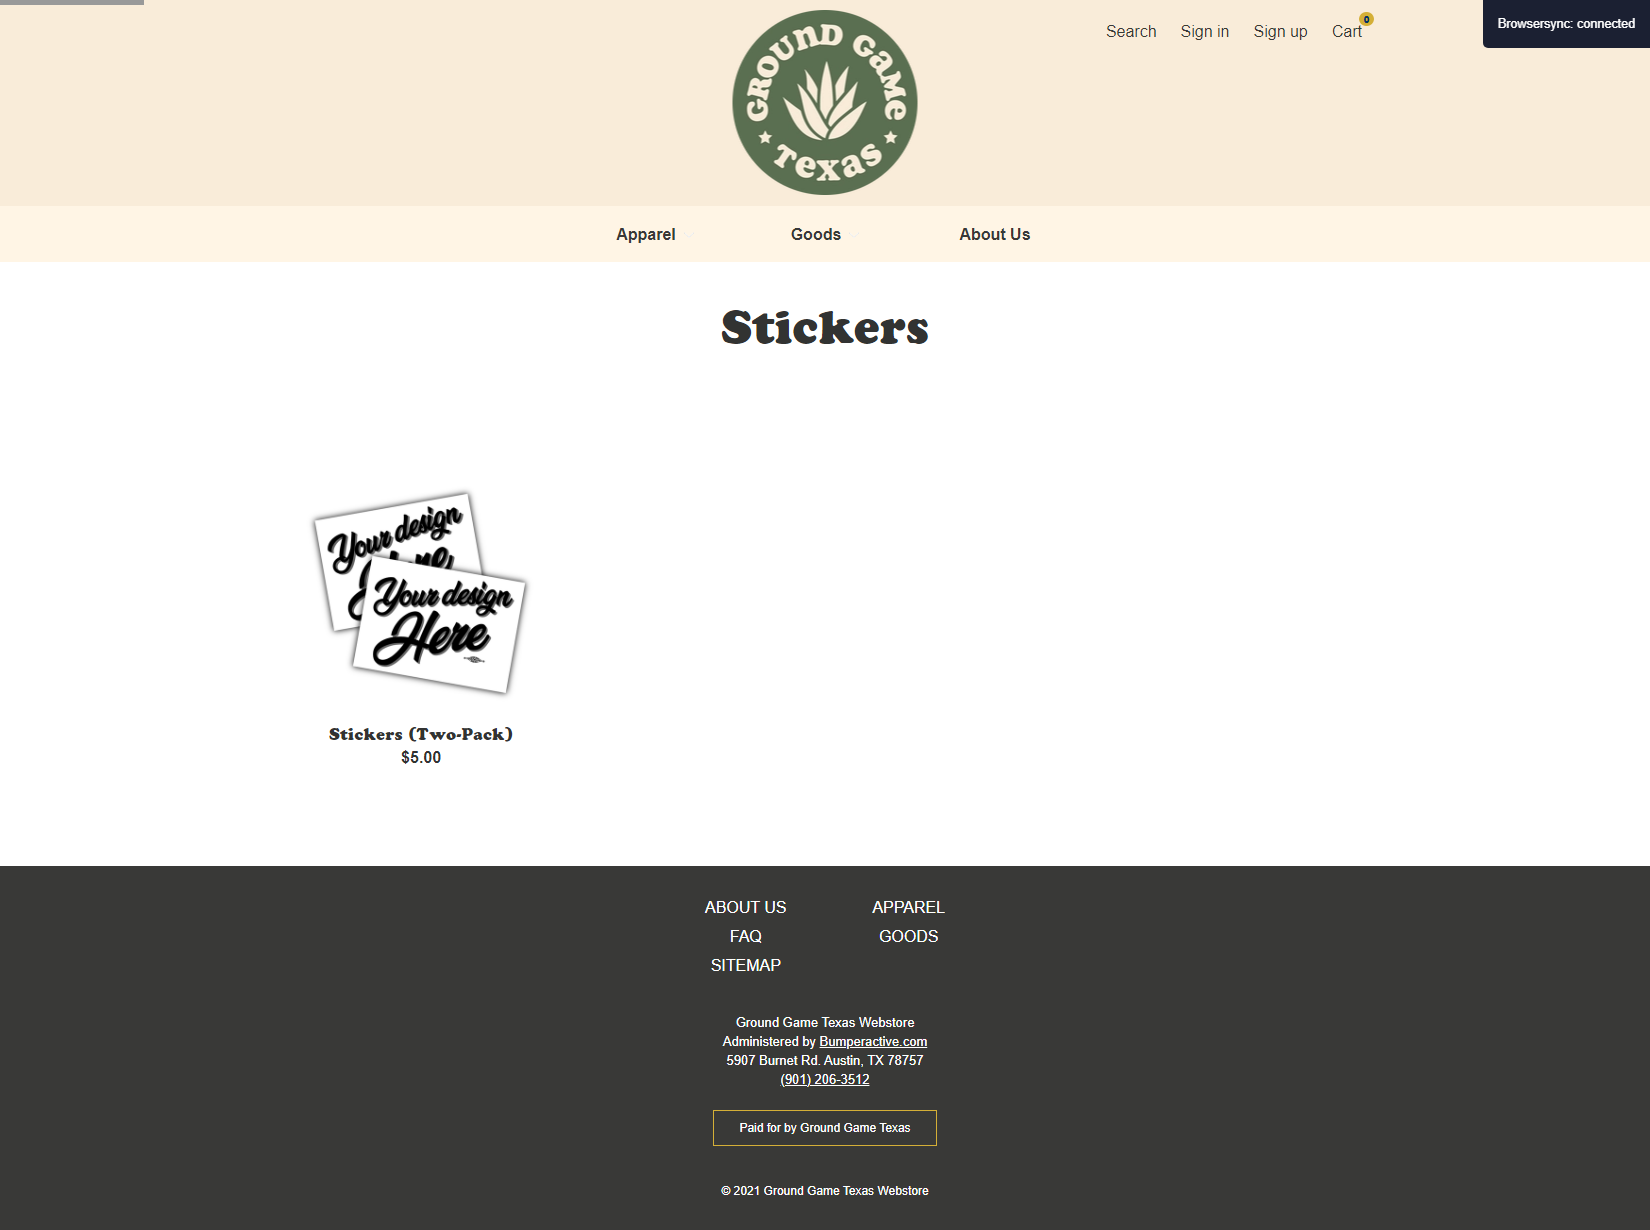 GROUND GAME
TEXAS
Search Sign in Sign up Cart 0
Browsersync: connected
Apparel Goods About Us
Stickers
Your design
Your design
Here
Stickers (Two-Pack)
$5.00
ABOUT US APPAREL
FAQ GOODS
SITEMAP
Ground Game Texas Webstore
Administered by Bumperactive.com
5907 Burnet Rd. Austin, TX 78757
(901) 206-3512
Paid for by Ground Game Texas
© 2021 Ground Game Texas Webstore